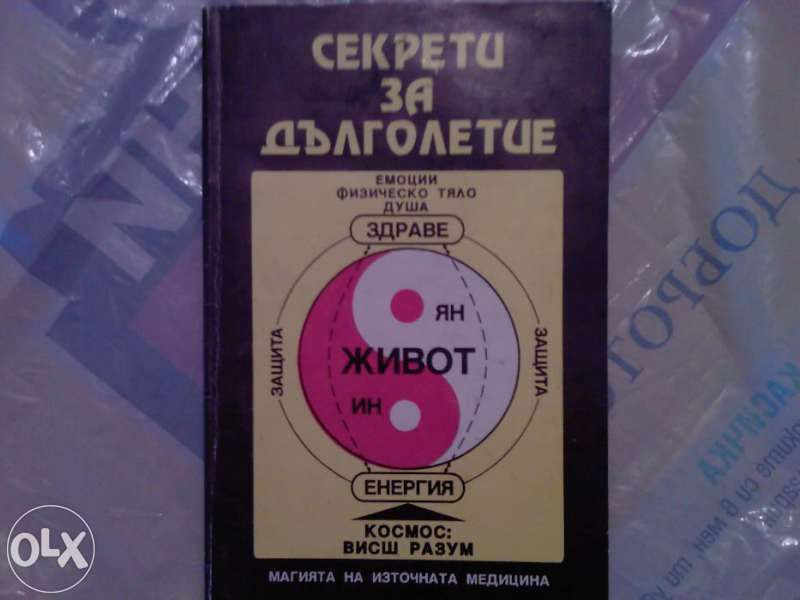 СЕКРЕТИ
ЗА
ДЪЛГОЛЕТИЕ
ЕМОЦИИ
ФИЗИЧЕСКО ТЯЛО
ДУША
ЗДРАВЕ
ЗАЩИТА
ЯН
ЖИВОТ
ИН
ЗАЩИТА
ЕНЕРГИЯ
КОСМОС:
ВИСШ РАЗУМ
МАГИЯТА НА ИЗТОЧНАТА МЕДИЦИНА
КАСИЧКА
OLX